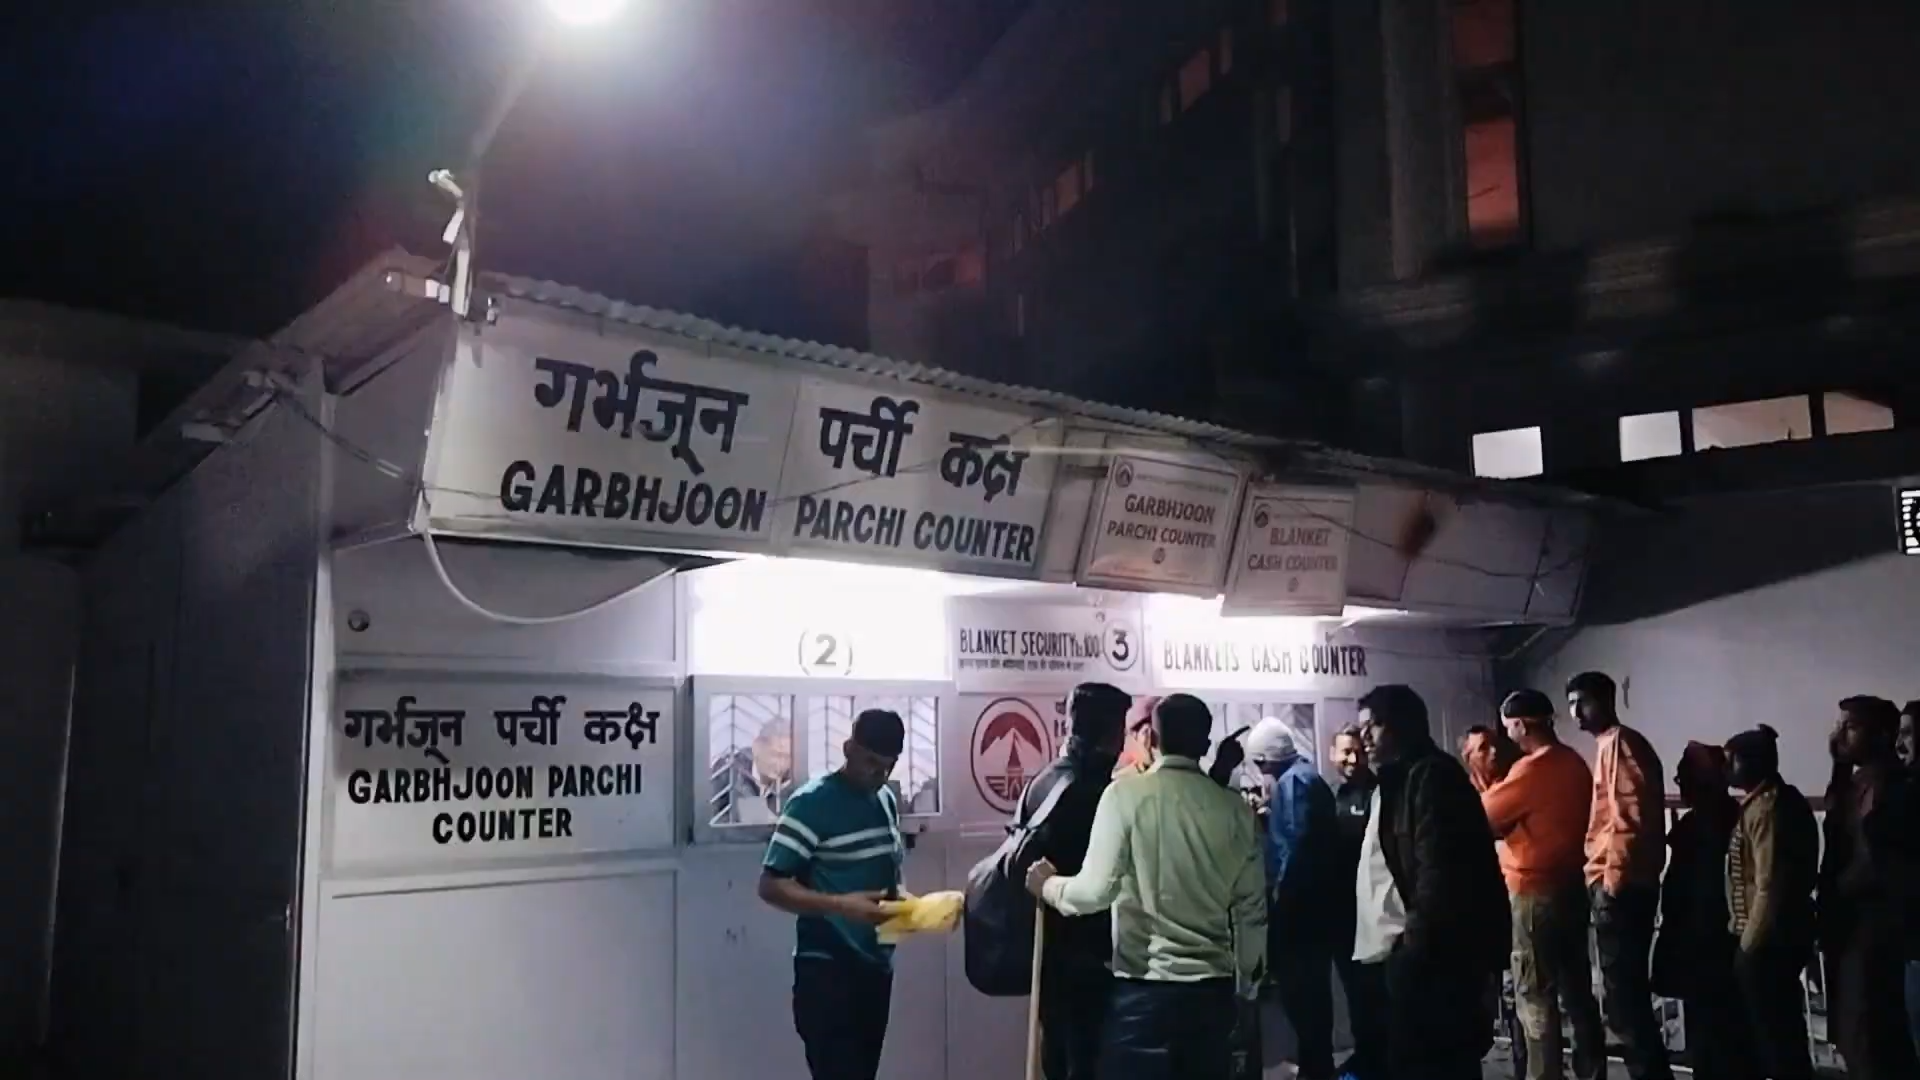 गर्भजून पर्ची कक्ष
GARBHJOON PARCHI COUNTER
GARBHJOON
PARCHI COUNTER
BLANKET
CASH COUNTER
(2)
BLANKET SECURITY 100
3
BLANKETS CASH COUNTER
गर्भजून पर्ची कक्ष
GARBHJOON PARCHI
COUNTER